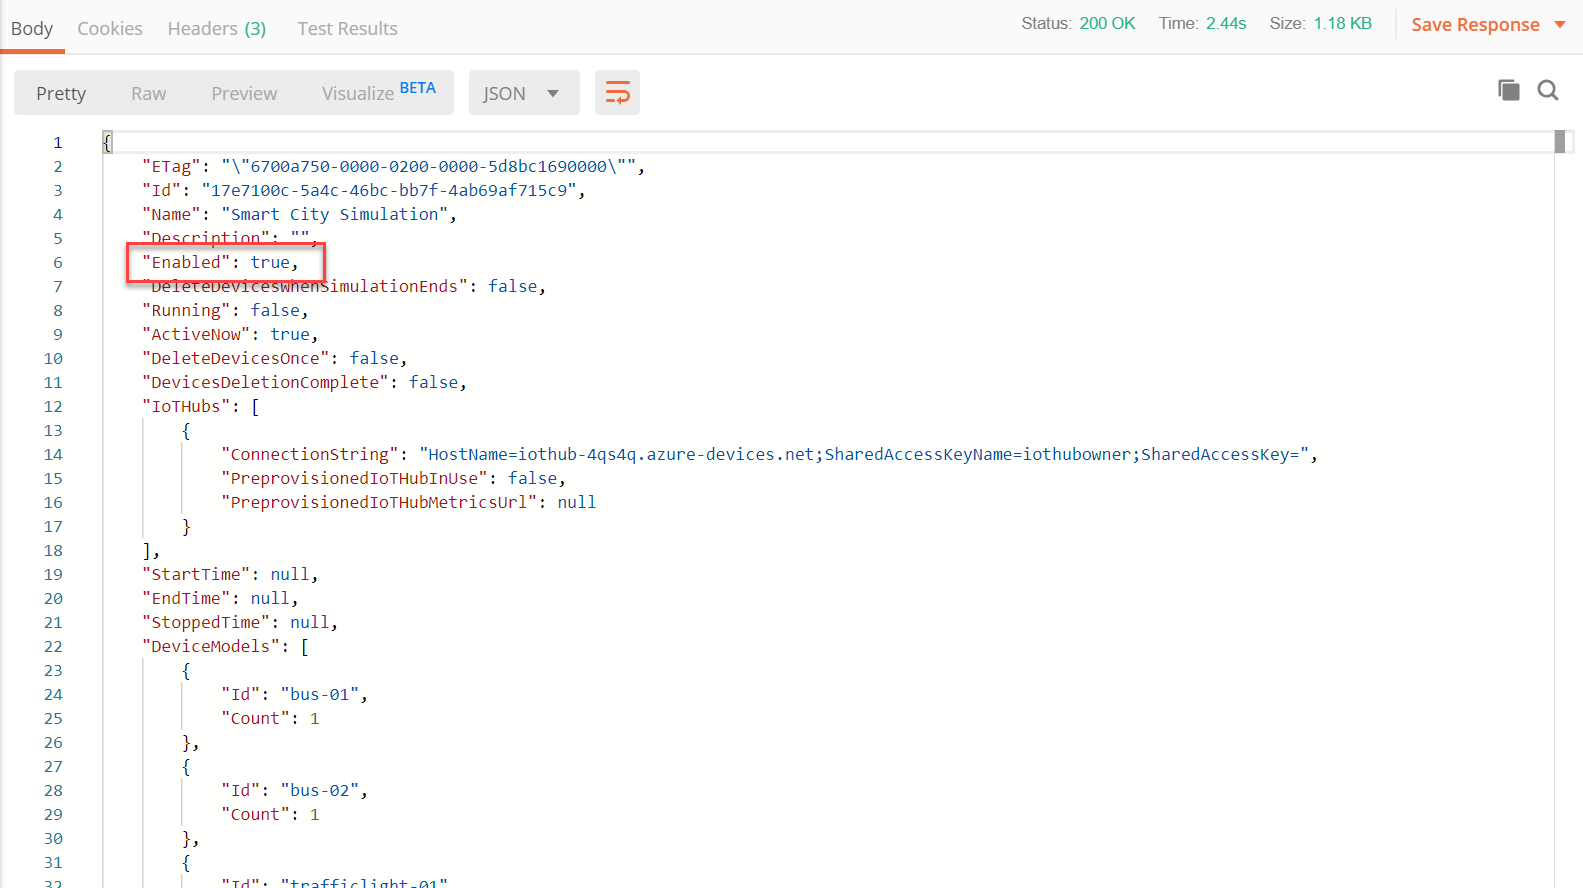 Body Cookies Headers (3) Test Results Status: 200 OK Time: 2.44s Size: 1.18 KB Save Response
Pretty Raw Preview Visualize BETA JSON
1 {
2 "ETag": "\"6700a750-0000-0200-0000-5d8bc1690000\"",
3 "Id": "17e7100c-5a4c-46bc-bb7f-4ab69af715c9",
4 "Name": "Smart City Simulation",
5 "Description": "",
6 "Enabled": true,
7 "DeleteDevicesWhenSimulationEnds": false,
8 "Running": false,
9 "ActiveNow": true,
10 "DeleteDevicesOnce": false,
11 "DevicesDeletionComplete": false,
12 "IoTHubs": [
13 {
14 "ConnectionString": "HostName=iothub-4qs4q.azure-devices.net;SharedAccessKeyName=iothubowner;SharedAccessKey=",
15 "PreprovisionedIoTHubInUse": false,
16 "PreprovisionedIoTHubMetricsUrl": null
17 }
18 ],
19 "StartTime": null,
20 "EndTime": null,
21 "StoppedTime": null,
22 "DeviceModels": [
23 {
24 "Id": "bus-01",
25 "Count": 1
26 },
27 {
28 "Id": "bus-02",
29 "Count": 1
30 },
31 {
32 "Id": "trafficlight-01"